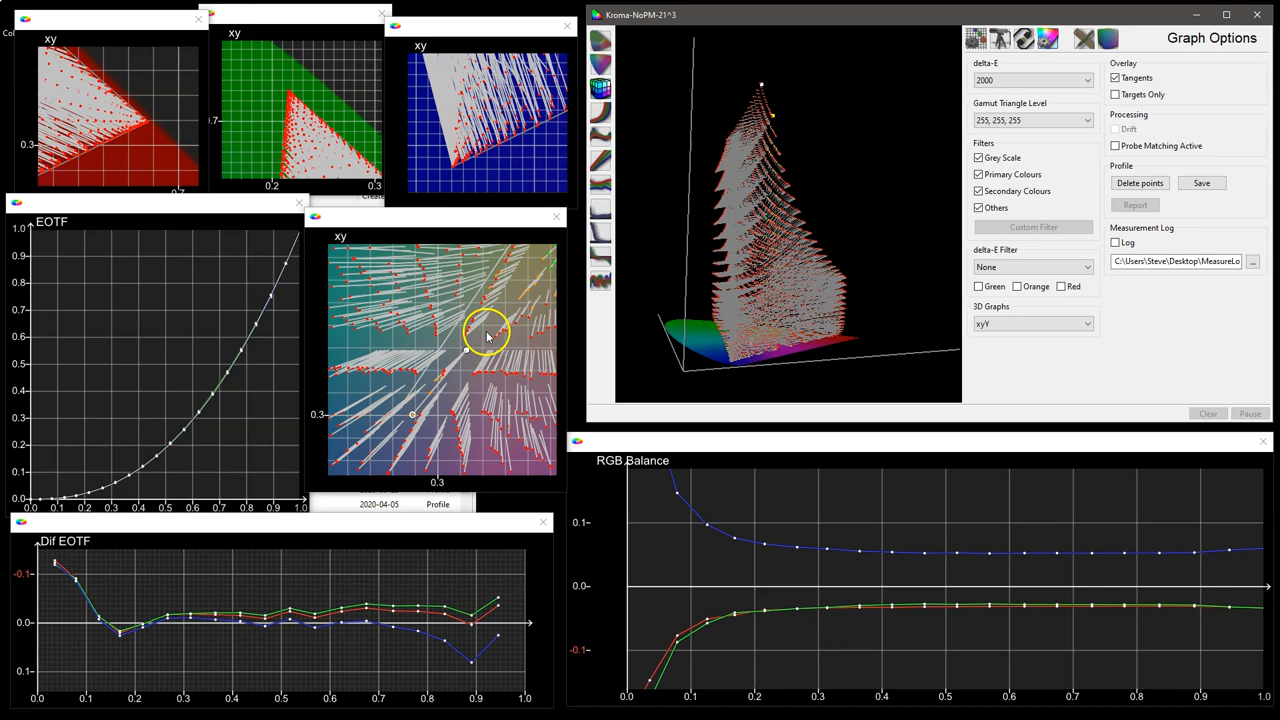 Co
xy
0.3
0.7
xy
.7
0.2
0.3
xy
Create
EOTF
1.0
0.9
0.8
0.7
0.6
0.5
0.4
0.3
0.2
0.1
0.0
0.0 0.1 0.2 0.3 0.4 0.5 0.6 0.7 0.8 0.9 1.0
xy
0.3
0.3
2020-04-05 Profile
Dif EOTF
-0.1
0.0
0.1
0.0 0.1 0.2 0.3 0.4 0.5 0.6 0.7 0.8 0.9 1.0
Kroma-NoPM-21^3
Graph Options
delta-E
2000
Gamut Triangle Level
255, 255, 255
Filters
Grey Scale
Primary Colours
Secondary Colours
Others
Custom Filter
delta-E Filter
None
Green Orange Red
3D Graphs
xyY
Overlay
Tangents
Targets Only
Processing
Drift
Probe Matching Active
Profile
Delete points Save
Report
Measurement Log
Log
C:\Users\Steve\Desktop\MeasureLo ...
Clear Pause
RGB Balance
0.1
0.0
-0.1
0.0 0.1 0.2 0.3 0.4 0.5 0.6 0.7 0.8 0.9 1.0